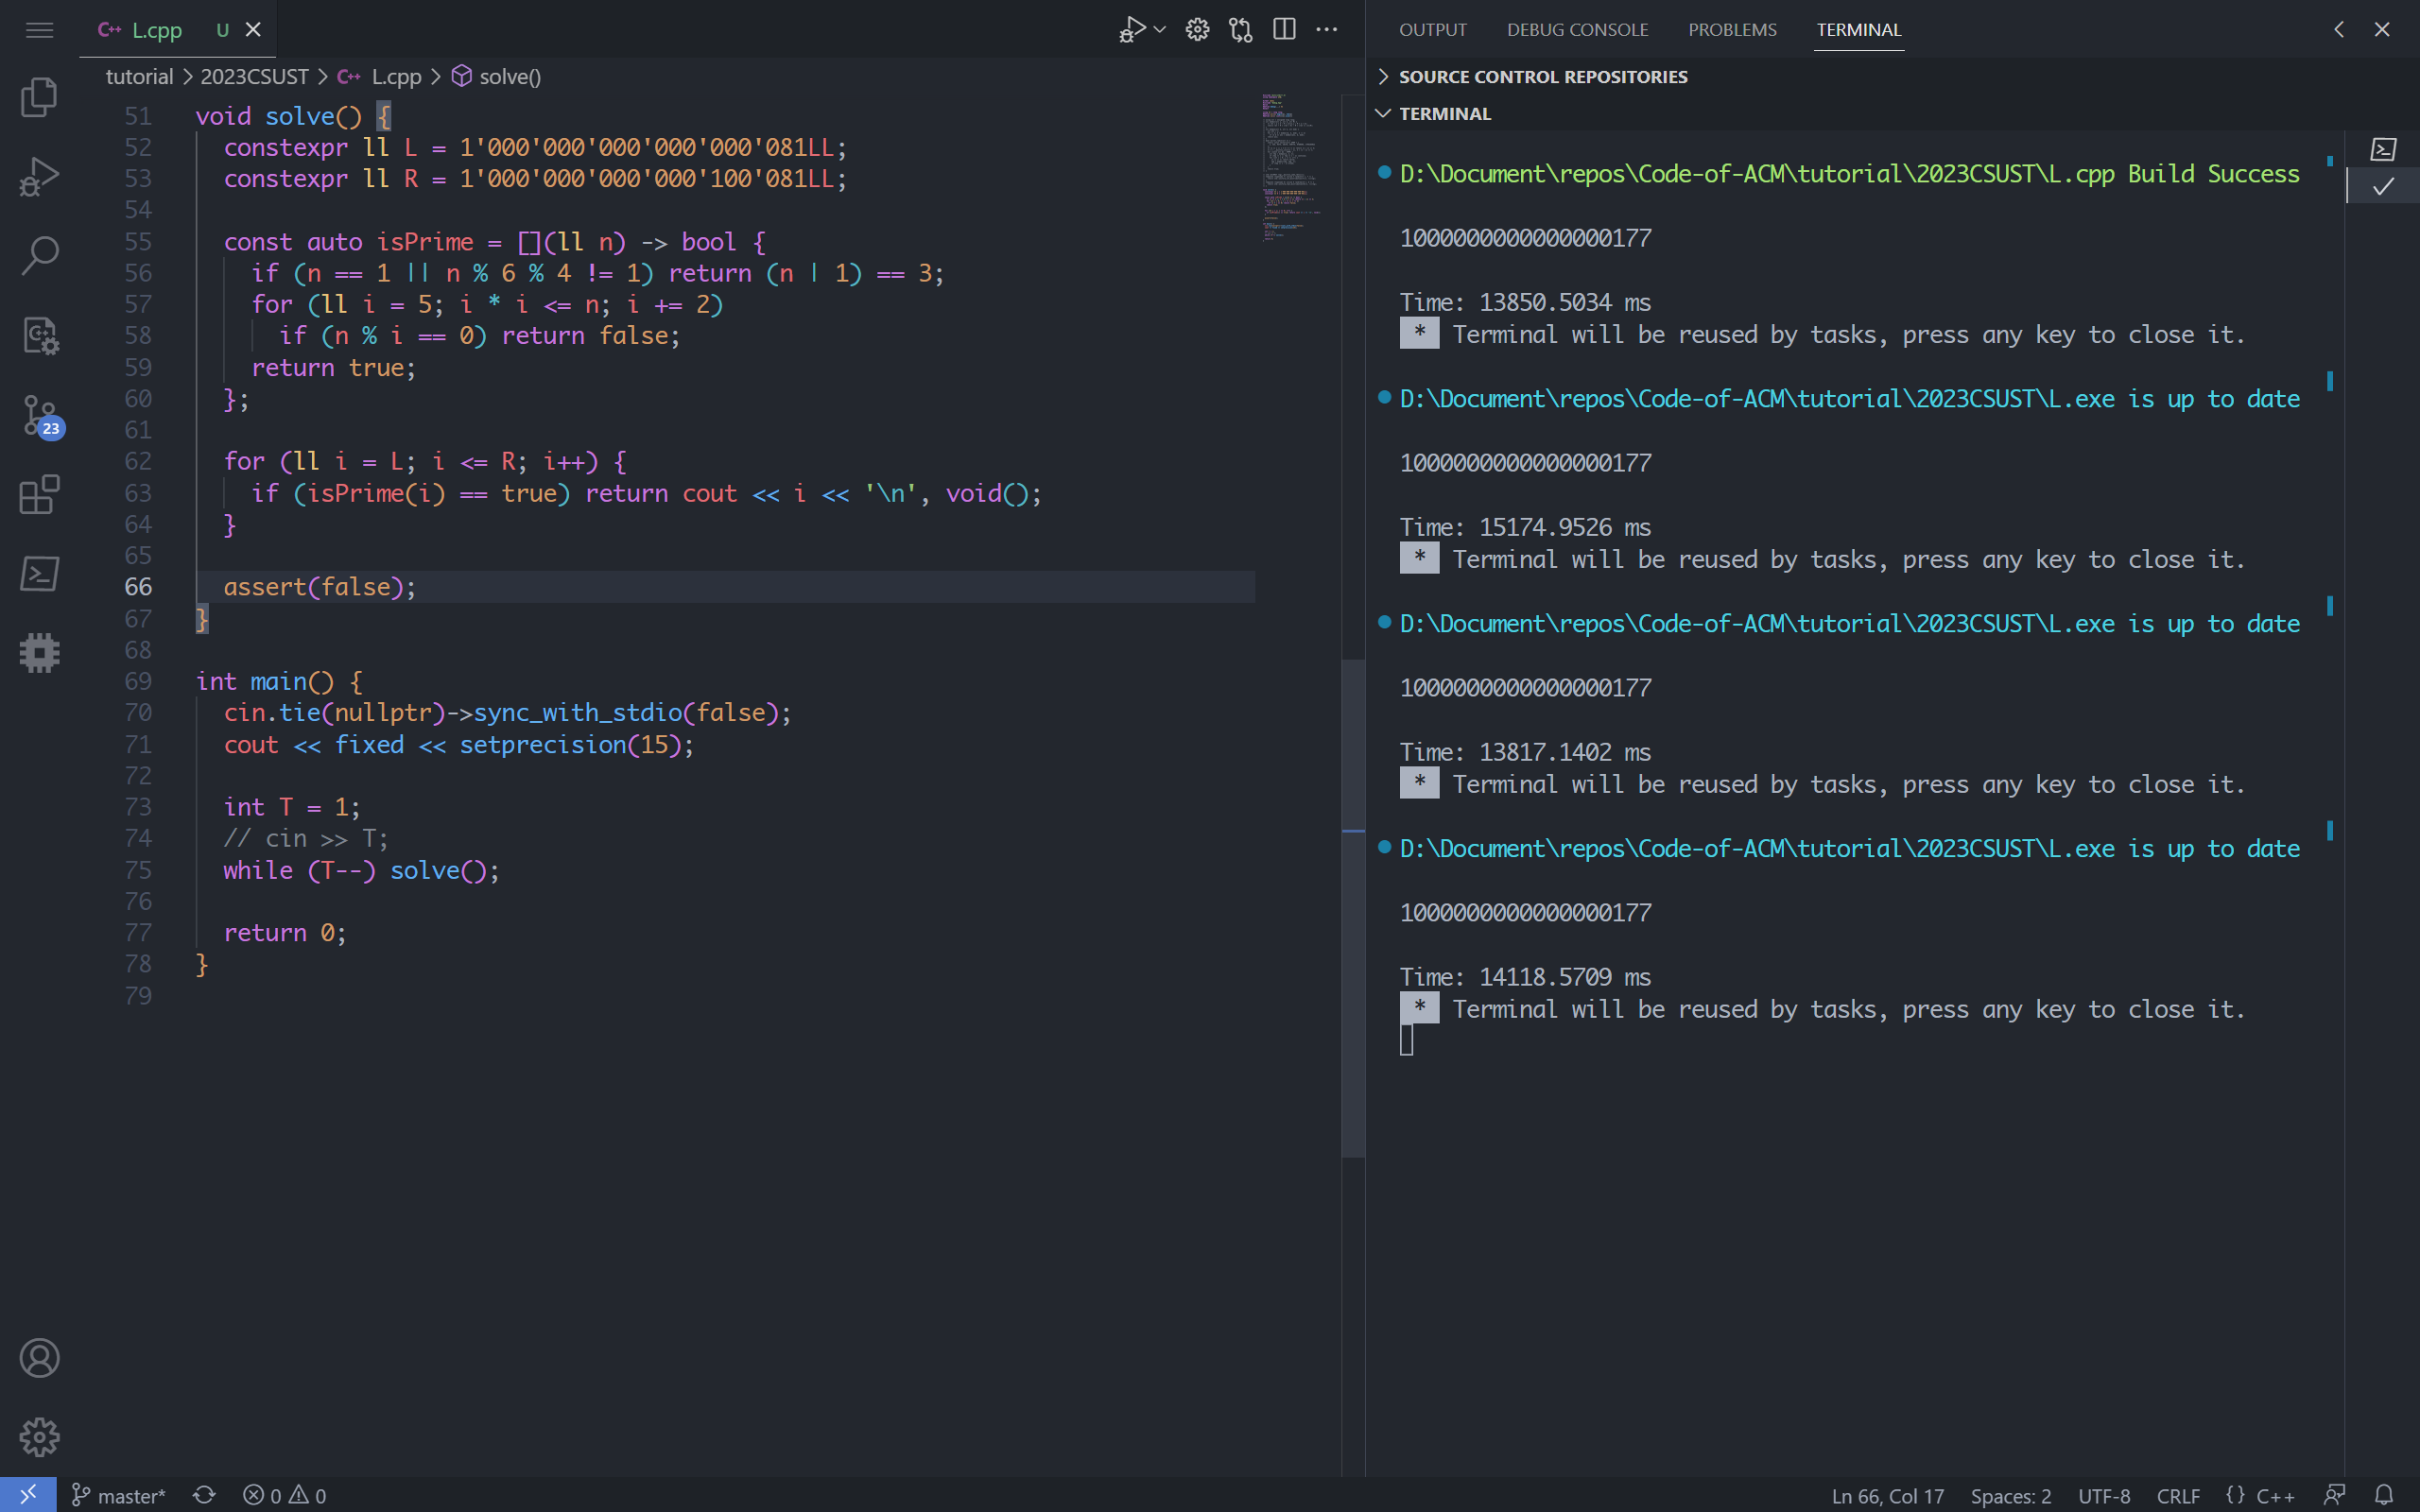 C++ L.cpp U
tutorial > 2023CSUST > C++ L.cpp > solve()
51 void solve() {
52 constexpr ll L = 1'000'000'000'000'000'081LL;
53 constexpr ll R = 1'000'000'000'000'100'081LL;
54
55 const auto isPrime = [](ll n) -> bool {
56 if (n == 1 || n % 6 % 4 != 1) return (n | 1) == 3;
57 for (ll i = 5; i * i <= n; i += 2)
58 if (n % i == 0) return false;
59 return true;
60 };
61
62 for (ll i = L; i <= R; i++) {
63 if (isPrime(i) == true) return cout << i << '\n', void();
64 }
65
66 assert(false);
67 }
68
69 int main() {
70 cin.tie(nullptr)->sync_with_stdio(false);
71 cout << fixed << setprecision(15);
72
73 int T = 1;
74 // cin >> T;
75 while (T--) solve();
76
77 return 0;
78 }
79
23
OUTPUT DEBUG CONSOLE PROBLEMS TERMINAL
SOURCE CONTROL REPOSITORIES
TERMINAL
D:\Document\repos\Code-of-ACM\tutorial\2023CSUST\L.cpp Build Success
1000000000000000177
Time: 13850.5034 ms
* Terminal will be reused by tasks, press any key to close it.
D:\Document\repos\Code-of-ACM\tutorial\2023CSUST\L.exe is up to date
1000000000000000177
Time: 15174.9526 ms
* Terminal will be reused by tasks, press any key to close it.
D:\Document\repos\Code-of-ACM\tutorial\2023CSUST\L.exe is up to date
1000000000000000177
Time: 13817.1402 ms
* Terminal will be reused by tasks, press any key to close it.
D:\Document\repos\Code-of-ACM\tutorial\2023CSUST\L.exe is up to date
1000000000000000177
Time: 14118.5709 ms
* Terminal will be reused by tasks, press any key to close it.
master* 0 0 Ln 66, Col 17 Spaces: 2 UTF-8 CRLF {} C++